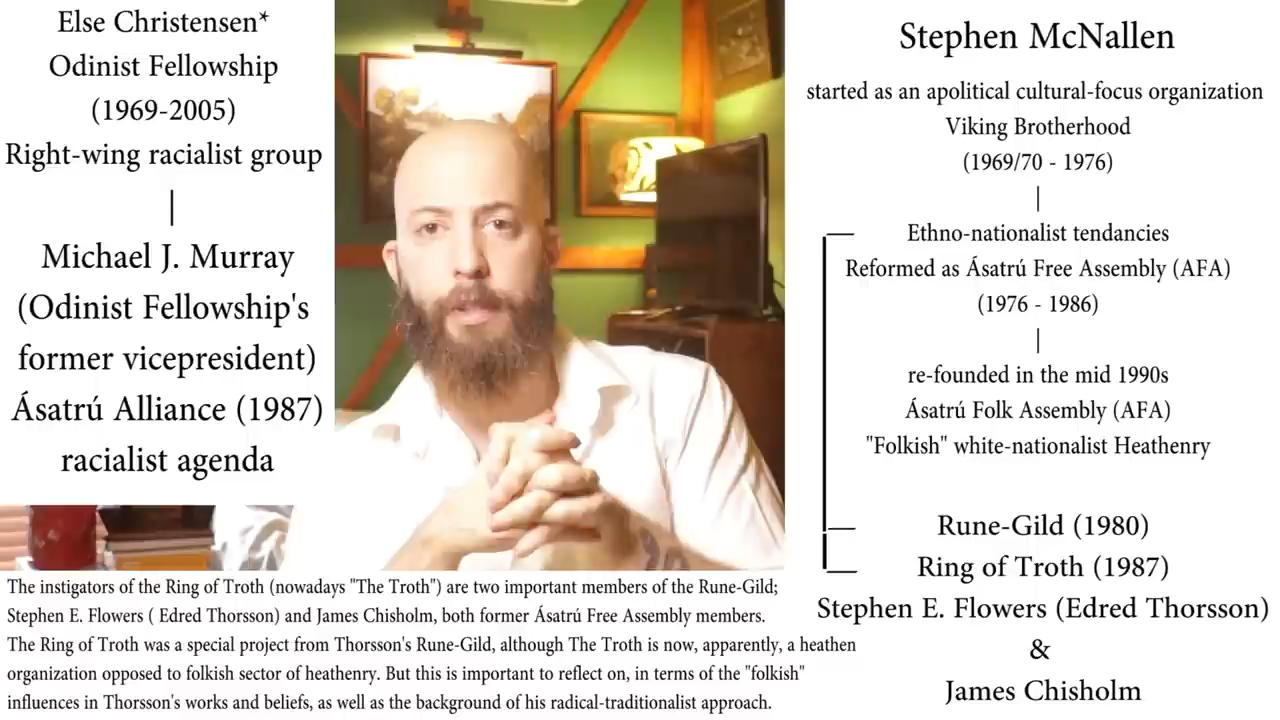 Else Christensen*
Odinist Fellowship
(1969-2005)
Right-wing racialist group
Michael J. Murray
(Odinist Fellowship's
former vicepresident)
Ásatrú Alliance (1987)
racialist agenda
Stephen McNallen
started as an apolitical cultural-focus organization
Viking Brotherhood
(1969/70 - 1976)
Ethno-nationalist tendancies
Reformed as Ásatrú Free Assembly (AFA)
(1976 - 1986)
re-founded in the mid 1990s
Ásatrú Folk Assembly (AFA)
"Folkish" white-nationalist Heathenry
Rune-Gild (1980)
Ring of Troth (1987)
Stephen E. Flowers (Edred Thorsson)
&
James Chisholm
The instigators of the Ring of Troth (nowadays "The Troth") are two important members of the Rune-Gild;
Stephen E. Flowers ( Edred Thorsson) and James Chisholm, both former Ásatrú Free Assembly members.
The Ring of Troth was a special project from Thorsson's Rune-Gild, although The Troth is now, apparently, a heathen
organization opposed to folkish sector of heathenry. But this is important to reflect on, in terms of the "folkish"
influences in Thorsson's works and beliefs, as well as the background of his radical-traditionalist approach.